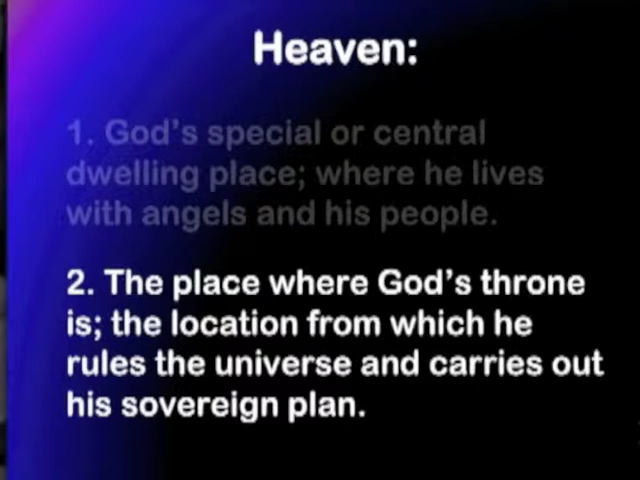 Heaven:
1. God's special or central
dwelling place; where he lives
with angels and his people.
2. The place where God's throne
is; the location from which he
rules the universe and carries out
his sovereign plan.